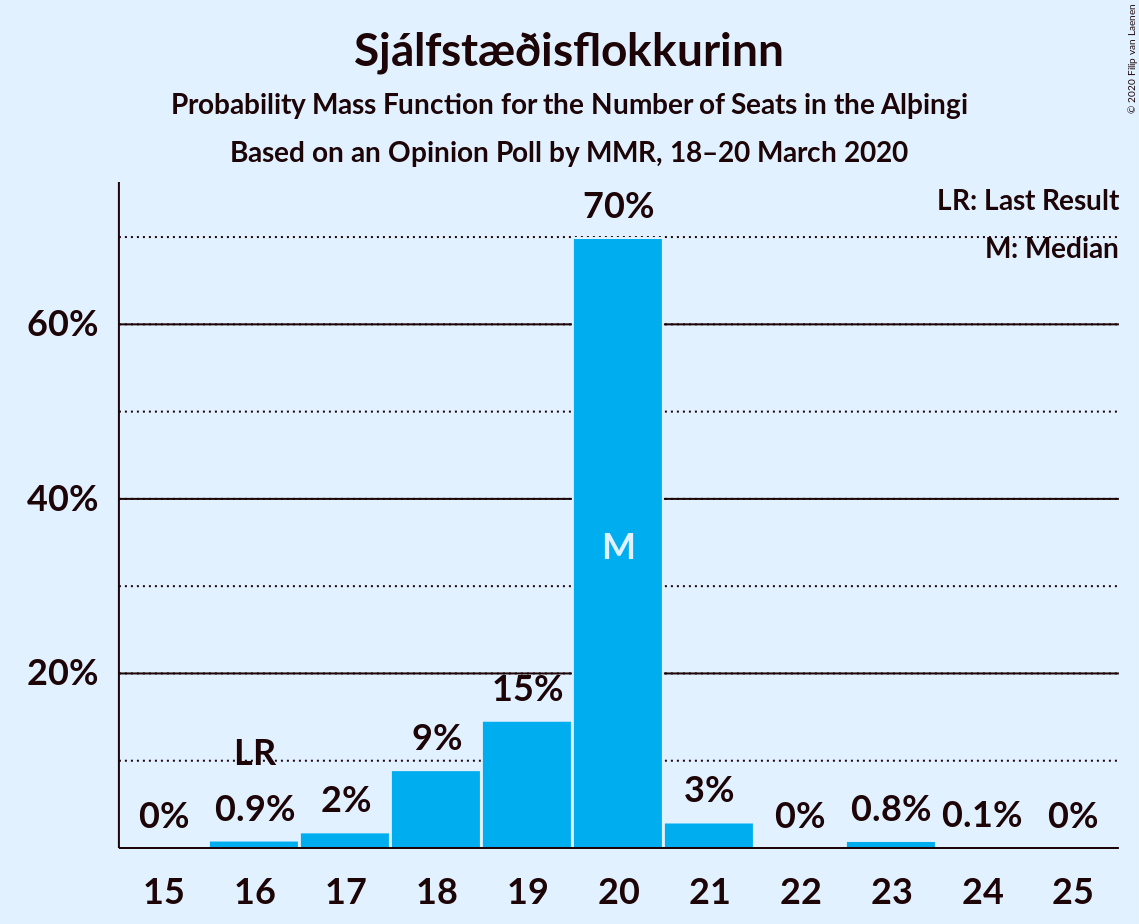 Sjálfstæðisflokkurinn
Probability Mass Function for the Number of Seats in the Alþingi
Based on an Opinion Poll by MMR, 18–20 March 2020
© 2020 Filip van Laenen
LR: Last Result
M: Median
70%
60%
40%
M
20%
15%
9%
LR
3%
2%
0%
0.9%
0%
0.8%
0.1%
0%
15 16 17 18 19 20 21 22 23 24 25